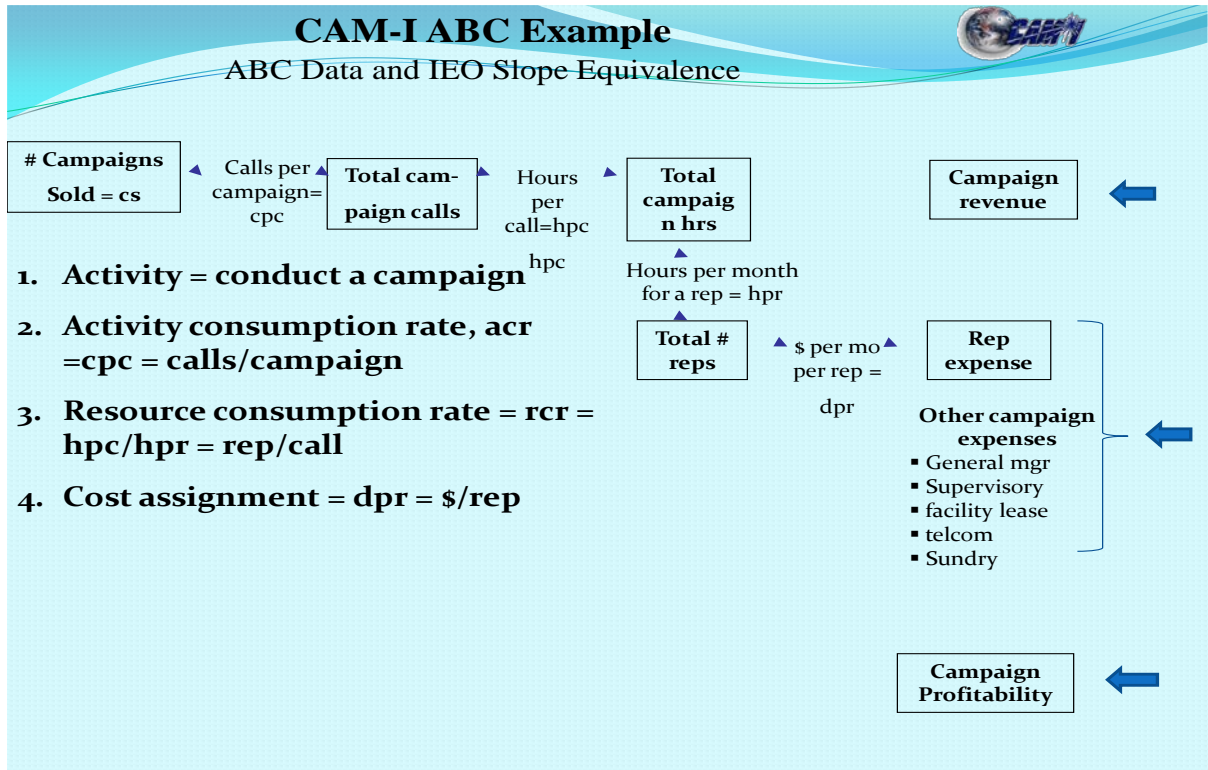 CAM-I ABC Example
ABC Data and IEO Slope Equivalence
CAM-I
# Campaigns
Sold = cs
Calls per
campaign=
cpc
Total cam-
paign calls
Hours
per
call=hpc
hpc
Total
campaig
n hrs
Campaign
revenue
Hours per month
for a rep = hpr
1. Activity = conduct a campaign
2. Activity consumption rate, acr
=cpc = calls/campaign
3. Resource consumption rate = rcr =
hpc/hpr = rep/call
4. Cost assignment = dpr = $/rep
Total #
reps
$ per mo
per rep =
dpr
Rep
expense
Other campaign
expenses
▪ General mgr
▪ Supervisory
▪ facility lease
▪ telcom
▪ Sundry
Campaign
Profitability